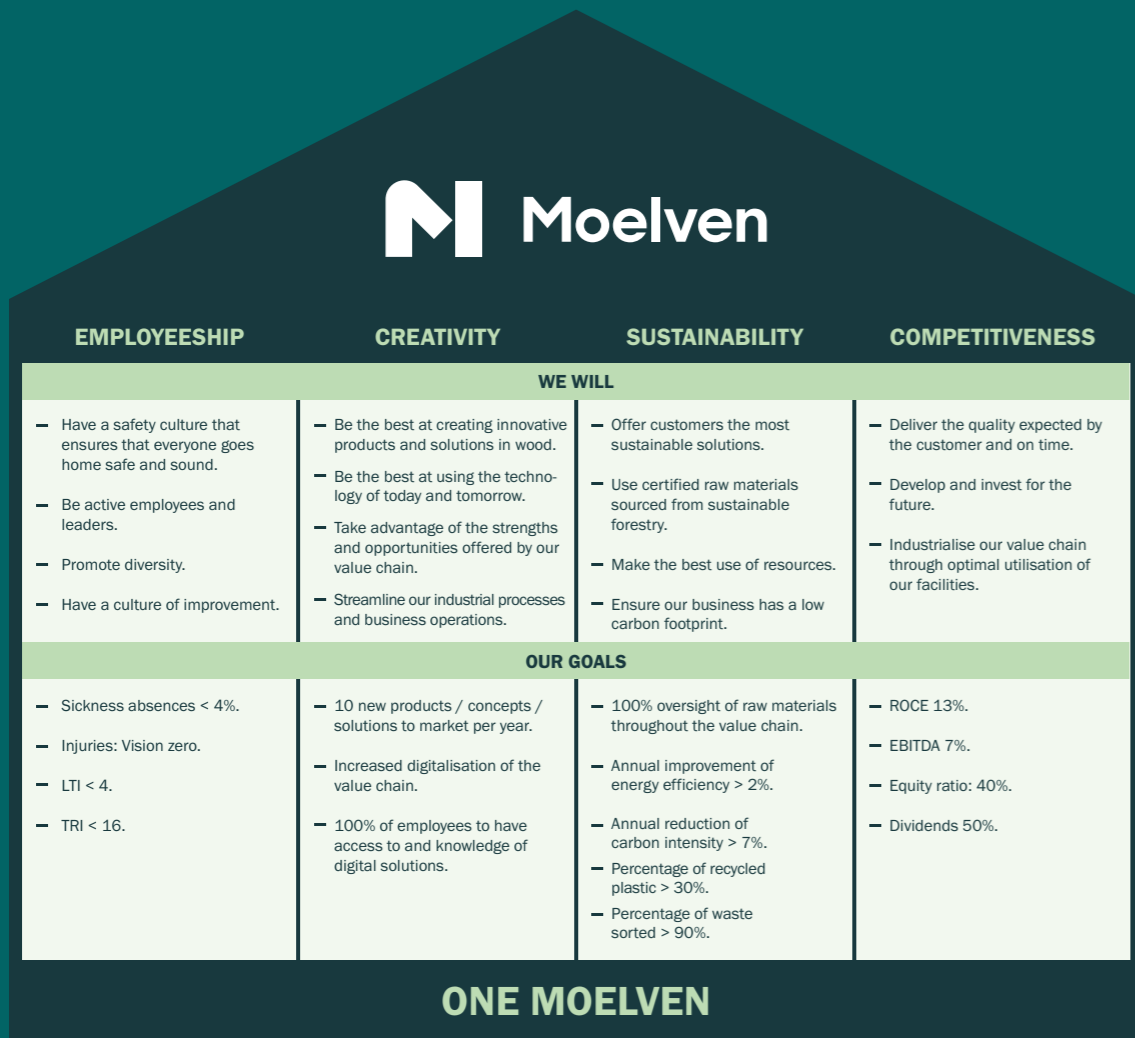 Moelven
EMPLOYEESHIP
CREATIVITY
SUSTAINABILITY
COMPETITIVENESS
WE WILL
– Have a safety culture that
ensures that everyone goes
home safe and sound.
– Be active employees and
leaders.
– Promote diversity.
– Have a culture of improvement.
– Be the best at creating innovative
products and solutions in wood.
– Be the best at using the techno-
logy of today and tomorrow.
– Take advantage of the strengths
and opportunities offered by our
value chain.
– Streamline our industrial processes
and business operations.
– Offer customers the most
sustainable solutions.
– Use certified raw materials
sourced from sustainable
forestry.
– Make the best use of resources.
– Ensure our business has a low
carbon footprint.
– Deliver the quality expected by
the customer and on time.
– Develop and invest for the
future.
– Industrialise our value chain
through optimal utilisation of
our facilities.
OUR GOALS
– Sickness absences < 4%.
– Injuries: Vision zero.
– LTI < 4.
– TRI < 16.
– 10 new products / concepts /
solutions to market per year.
– Increased digitalisation of the
value chain.
– 100% of employees to have
access to and knowledge of
digital solutions.
– 100% oversight of raw materials
throughout the value chain.
– Annual improvement of
energy efficiency > 2%.
– Annual reduction of
carbon intensity > 7%.
– Percentage of recycled
plastic > 30%.
– Percentage of waste
sorted > 90%.
– ROCE 13%.
– EBITDA 7%.
– Equity ratio: 40%.
– Dividends 50%.
ONE MOELVEN